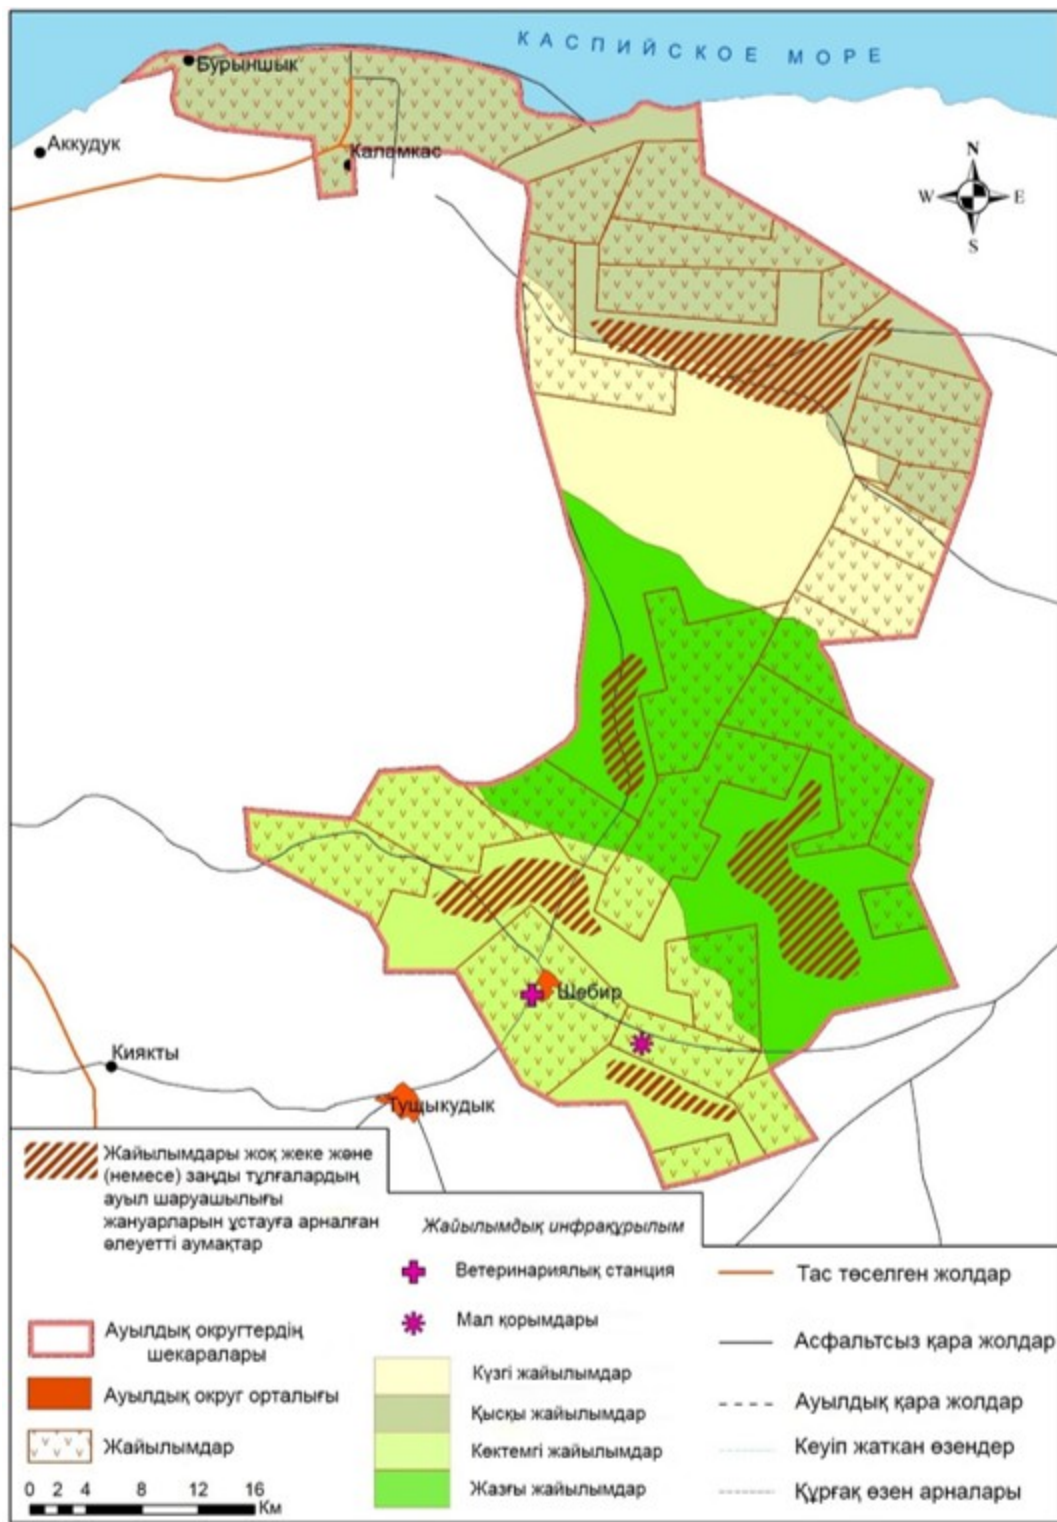 КАСПИЙСКОЕ МОРЕ
Бурыншык
Аккудук
Каламкас
N
W E
S
Шебир
Киякты
Тущыкудык
Жайылымдары жоқ жеке және
(немесе) заңды тұлғалардың
ауыл шаруашылығы
жануарларын ұстауға арналған
әлеуетті аумақтар
Ауылдық округтердің
шекаралары
Ауылдық округ орталығы
Жайылымдар
0 2 4 8 12 16
Км
Жайылымдық инфрақұрылым
Ветеринариялық станция
Мал қорымдары
Күзгі жайылымдар
Қысқы жайылымдар
Көктемгі жайылымдар
Жазғы жайылымдар
Тас төселген жолдар
Асфальтсыз қара жолдар
Ауылдық қара жолдар
Кеуіп жаткан өзендер
Құрғақ өзен арналары